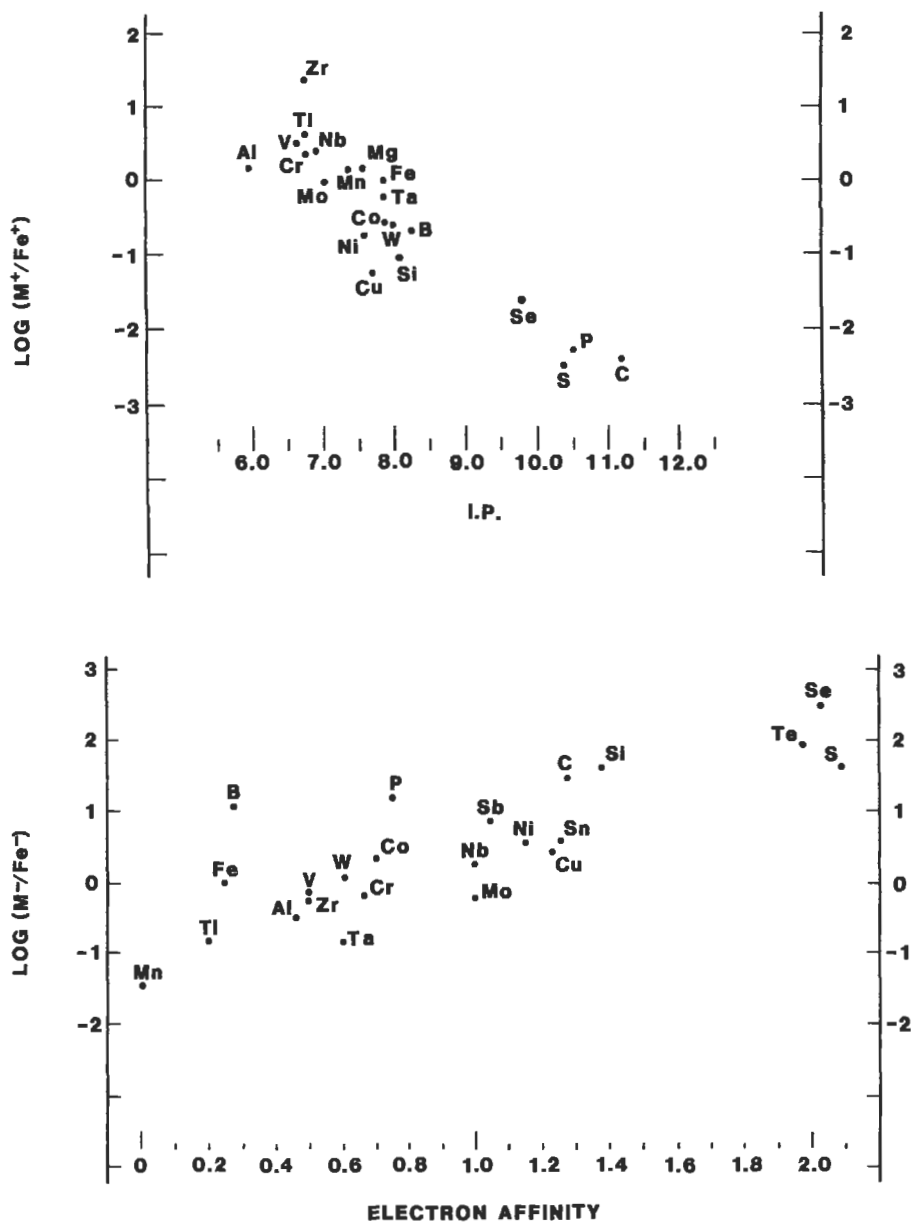 2 2
Zr
1 1
Ti
V Nb
Al Cr Mg
Fe
0 0
Mo Mn
Ta
Co
B
W
Ni
-1 -1
Si
Cu
LOG (M+/Fe+)
Se
-2 -2
P
S C
-3 -3
6.0 7.0 8.0 9.0 10.0 11.0 12.0
I.P.
3 3
Se
2 2
Te S
C Si
B P
1 1
Sb
Ni Sn
Co
Nb Cu
Fe W
0 0
V Cr Mo
Al Zr
Ti
Ta
-1 -1
Mn
-2 -2
LOG (M-/Fe-)
0 0.2 0.4 0.6 0.8 1.0 1.2 1.4 1.6 1.8 2.0
ELECTRON AFFINITY